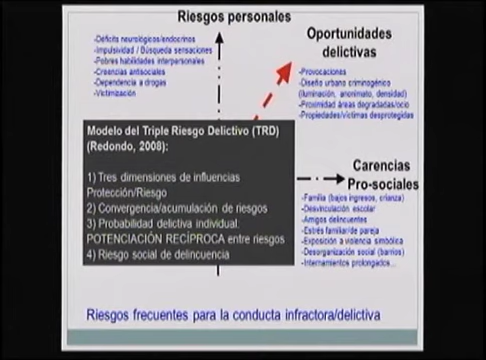 Riesgos personales
-Déficits neurológicos/endocrinos
-Impulsividad / Búsqueda sensaciones
-Pobres habilidades interpersonales
-Creencias antisociales
-Dependencia a drogas
-Victimización
Oportunidades
delictivas
-Provocaciones
-Diseño urbano criminogénico
(iluminación, anonimato, densidad)
-Proximidad áreas degradadas/ocio
-Propiedades/víctimas desprotegidas
Modelo del Triple Riesgo Delictivo (TRD)
(Redondo, 2008):
1) Tres dimensiones de influencias
Protección/Riesgo
2) Convergencia/acumulación de riesgos
3) Probabilidad delictiva individual:
POTENCIACIÓN RECÍPROCA entre riesgos
4) Riesgo social de delincuencia
Carencias
Pro-sociales
-Familia (bajos ingresos, crianza)
-Desvinculación escolar
-Amigos delincuentes
-Estrés familiar/de pareja
-Exposición a violencia simbólica
-Desorganización social (barrios)
-Internamientos prolongados...
Riesgos frecuentes para la conducta infractora/delictiva